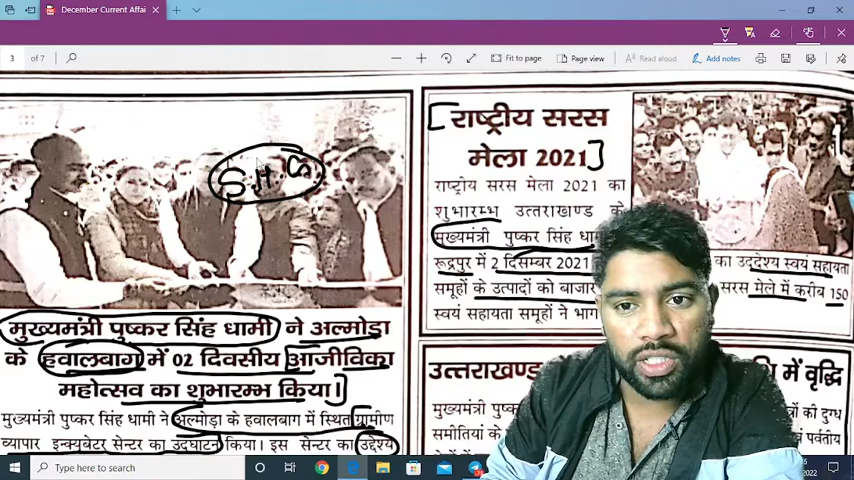 December Current Affai
3 of 7
Fit to page
Page view
Read aloud
Add notes
S.H.G.
मुख्यमंत्री पुष्कर सिंह धामी ने अल्मोड़ा
के हवालबाग में 02 दिवसीय आजीविका
महोत्सव का शुभारम्भ किया
मुख्यमंत्री पुष्कर सिंह धामी ने अल्मोड़ा के हवालबाग में स्थित ग्रामीण
व्यापार इन्क्यूबेटर सेन्टर का उद्घाटन किया। इस सेन्टर का उद्देश्य
राष्ट्रीय सरस
मेला 2021
राष्ट्रीय सरस मेला 2021 का
शुभारम्भ उत्तराखण्ड के
मुख्यमंत्री पुष्कर सिंह
रूद्रपुर में 2 दिसम्बर 2021 का उद्देश्य स्वयं सहायता
समूहों के उत्पादों को बाजार सरस मेले में करीब 150
स्वयं सहायता समूहों ने भाग
उत्तराखण्ड में वृद्धि
मुख्यमंत्री पुष्कर की दुग्ध
समितियों के पर्वतीय
Type here to search
2022